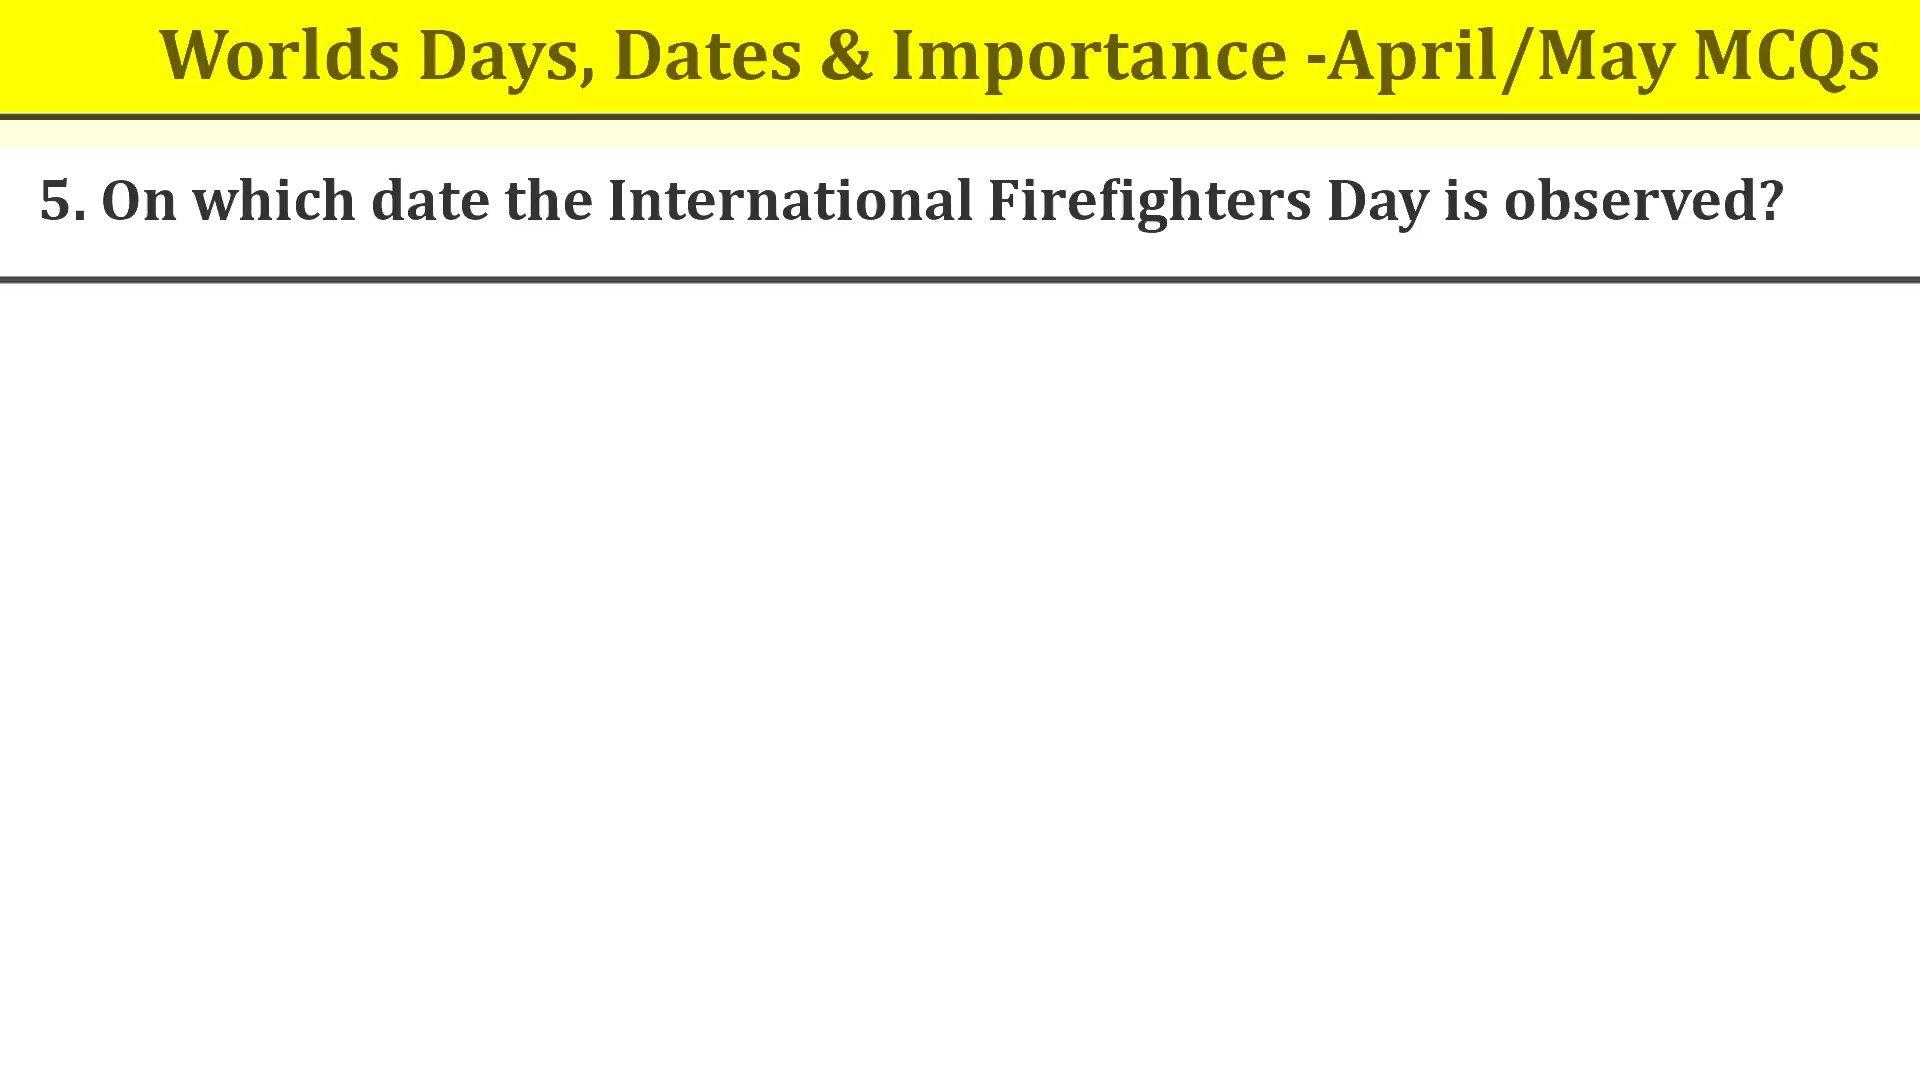 Worlds Days, Dates & Importance -April/May MCQs
5. On which date the International Firefighters Day is observed?